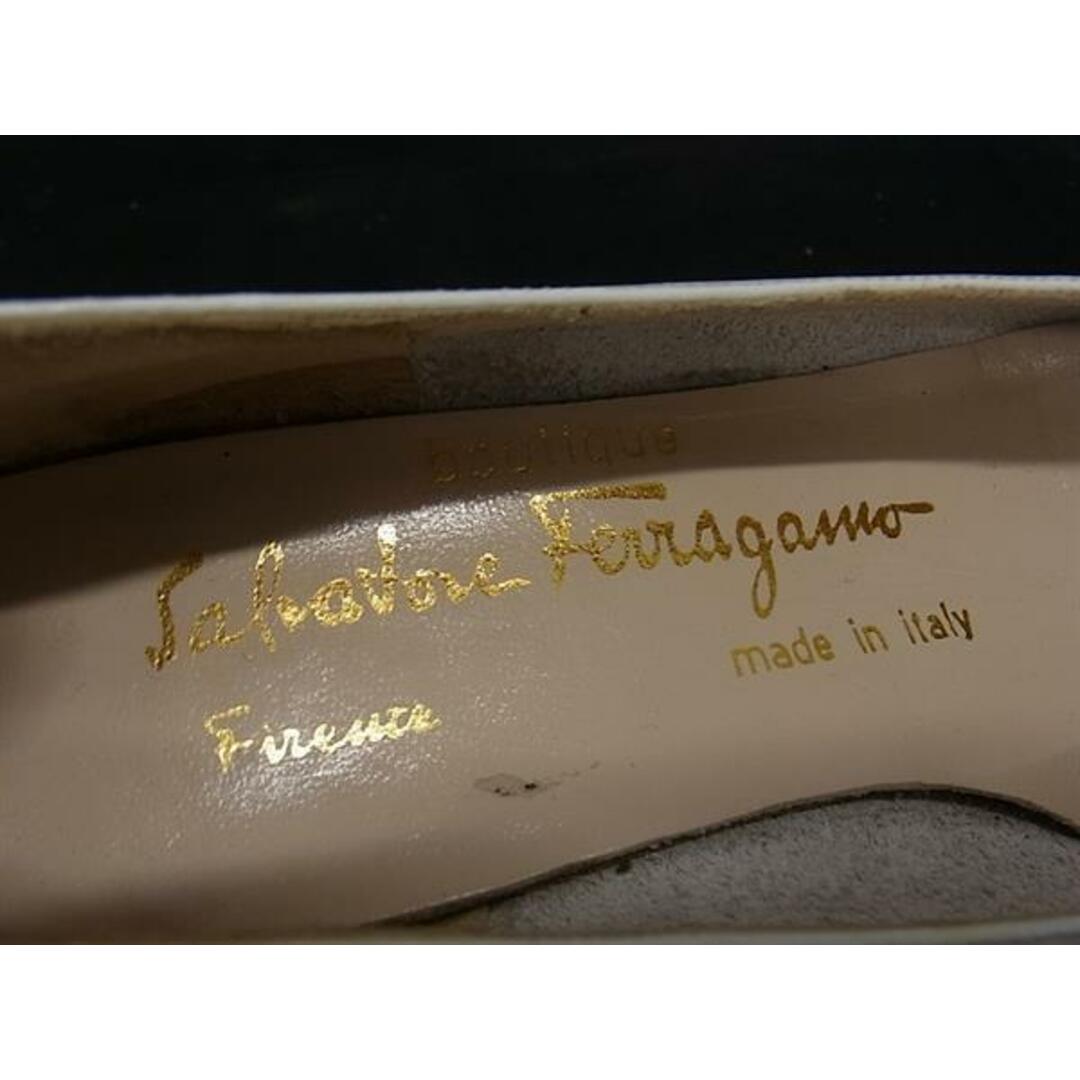 boutique
Salvatore Ferragamo
made in italy
Firenze